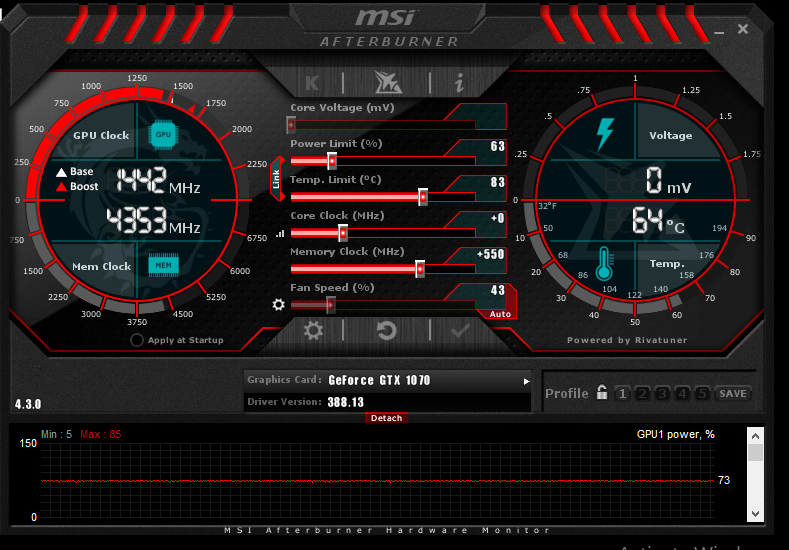 msi
AFTERBURNER
K
i
GPU Clock
GPU
Base
Boost
1442 MHz
4353 MHz
Mem Clock
MEM
250
500
750
1000
1250
1500
1750
2000
2250
0
0
750
1500
2250
3000
3750
4500
5250
6000
6750
Apply at Startup
Core Voltage (mV)
Power Limit (%)
63
Link
Temp. Limit (ºC)
83
Core Clock (MHz)
+0
Memory Clock (MHz)
+550
Fan Speed (%)
43
Auto
0
.25
.5
.75
1
1.25
1.5
1.75
2
Voltage
0 mV
64 °C
Temp.
32°F
50
68
86
104
122
140
158
176
194
0
10
20
30
40
50
60
70
80
90
Powered by Rivatuner
4.3.0
Graphics Card: GeForce GTX 1070
Driver Version: 388.13
Profile 1 2 3 4 5 SAVE
Detach
Min : 5 Max : 85
GPU1 power, %
150
73
0
MSI Afterburner Hardware Monitor